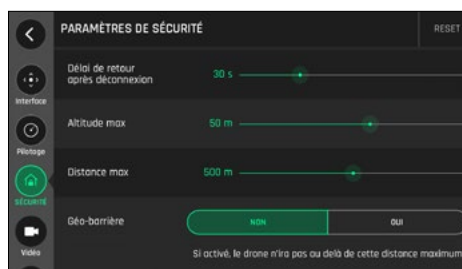 PARAMÈTRES DE SÉCURITÉ
RESET
Délai de retour
après déconnexion
30 s
Interface
Altitude max
50 m
Pilotage
Distance max
500 m
SÉCURITÉ
Géo-barrière
NON
OUI
Vidéo
Si activé, le drone n'ira pas au delà de cette distance maximum